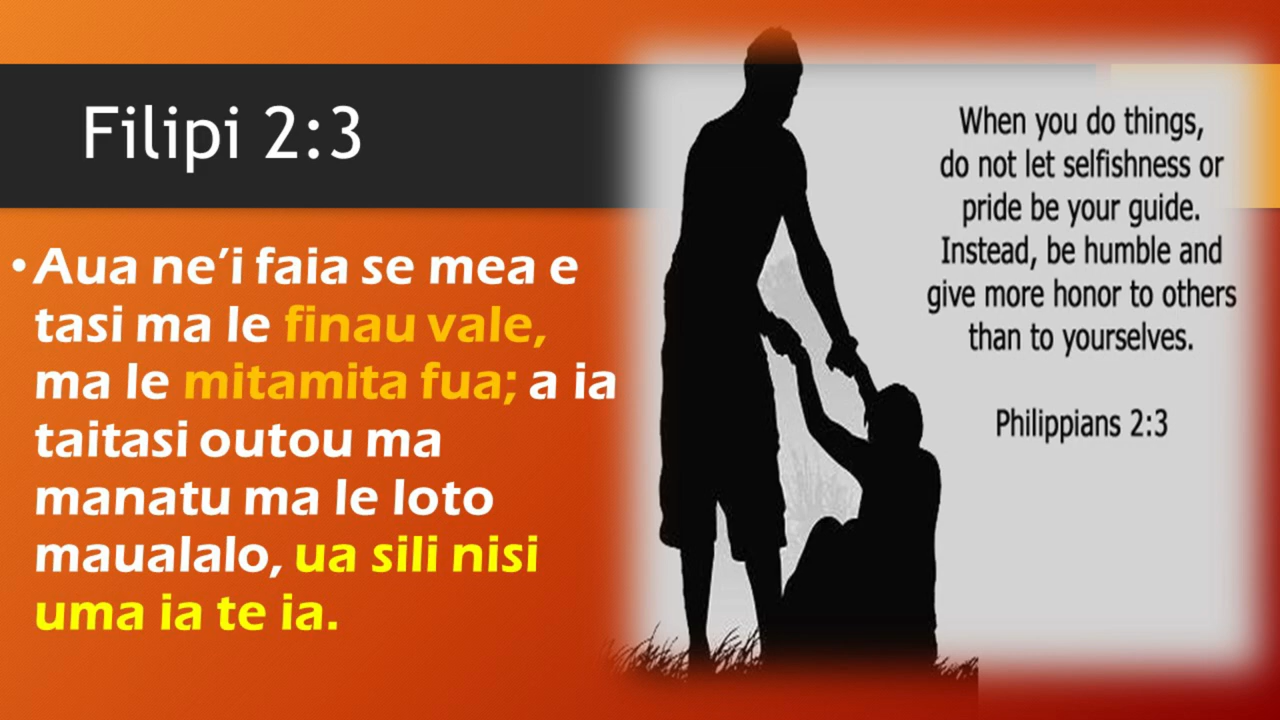 Filipi 2:3
• Aua ne’i faia se mea e
tasi ma le finau vale,
ma le mitamita fua; a ia
taitasi outou ma
manatu ma le loto
maualalo, ua sili nisi
uma ia te ia.
When you do things,
do not let selfishness or
pride be your guide.
Instead, be humble and
give more honor to others
than to yourselves.
Philippians 2:3